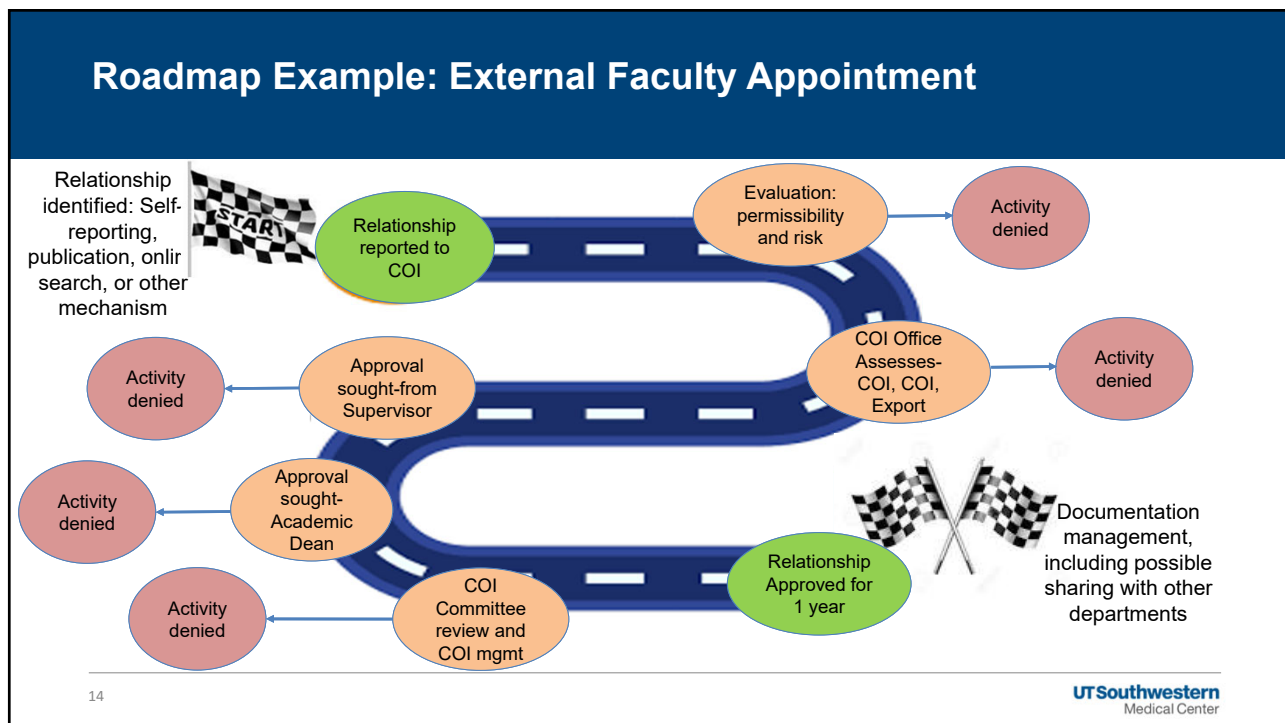 Roadmap Example: External Faculty Appointment
Relationship
identified: Self-
reporting,
publication, onlir
search, or other
mechanism
START
Relationship
reported to
COI
Evaluation:
permissibility
and risk
Activity
denied
COI Office
Assesses-
COI, COI,
Export
Activity
denied
Approval
sought-from
Supervisor
Activity
denied
Approval
sought-
Academic
Dean
Activity
denied
COI
Committee
review and
COI mgmt
Activity
denied
Relationship
Approved for
1 year
Documentation
management,
including possible
sharing with other
departments
14
UTSouthwestern
Medical Center